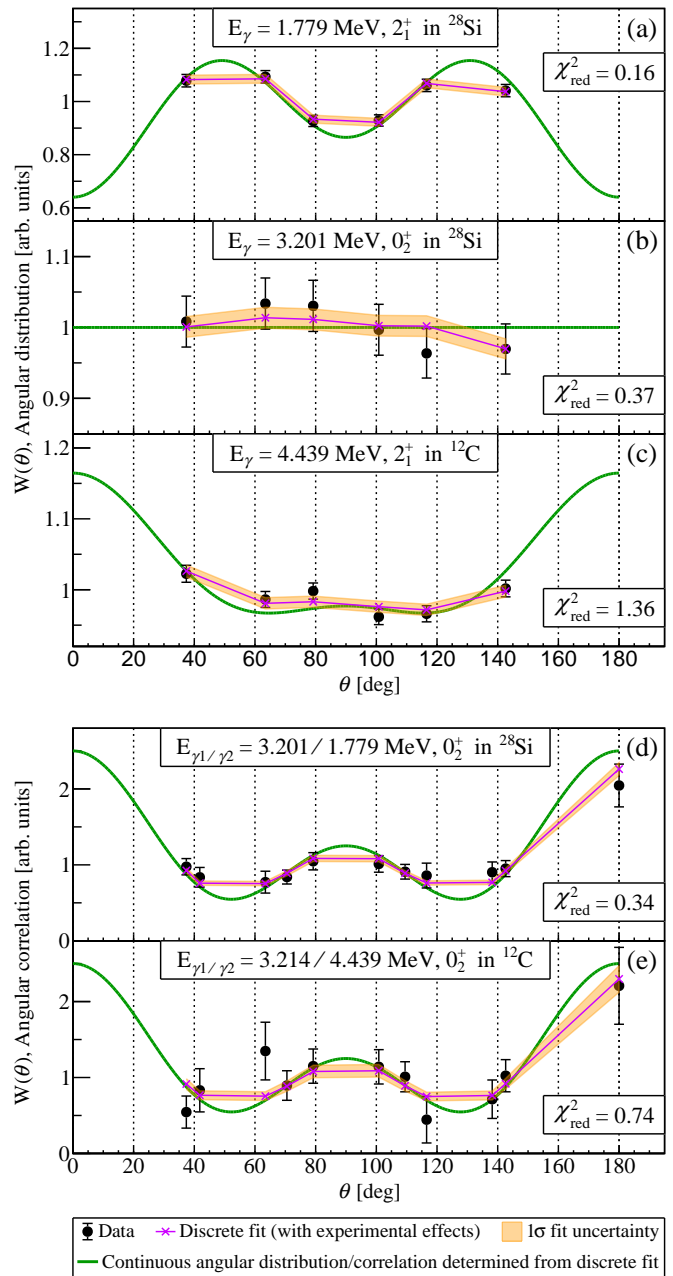 E_γ = 1.779 MeV, 2₁⁺ in ²⁸Si
(a)
χ²_red = 0.16
1.2
1
0.8
0.6
E_γ = 3.201 MeV, 0₂⁺ in ²⁸Si
(b)
χ²_red = 0.37
1.1
1
0.9
W(θ), Angular distribution [arb. units]
E_γ = 4.439 MeV, 2₁⁺ in ¹²C
(c)
χ²_red = 1.36
1.2
1.1
1
0 20 40 60 80 100 120 140 160 180
θ [deg]
E_γ1/γ2 = 3.201/1.779 MeV, 0₂⁺ in ²⁸Si
(d)
χ²_red = 0.34
2
1
0
W(θ), Angular correlation [arb. units]
E_γ1/γ2 = 3.214/4.439 MeV, 0₂⁺ in ¹²C
(e)
χ²_red = 0.74
2
1
0
0 20 40 60 80 100 120 140 160 180
θ [deg]
Data Discrete fit (with experimental effects) 1σ fit uncertainty
Continuous angular distribution/correlation determined from discrete fit